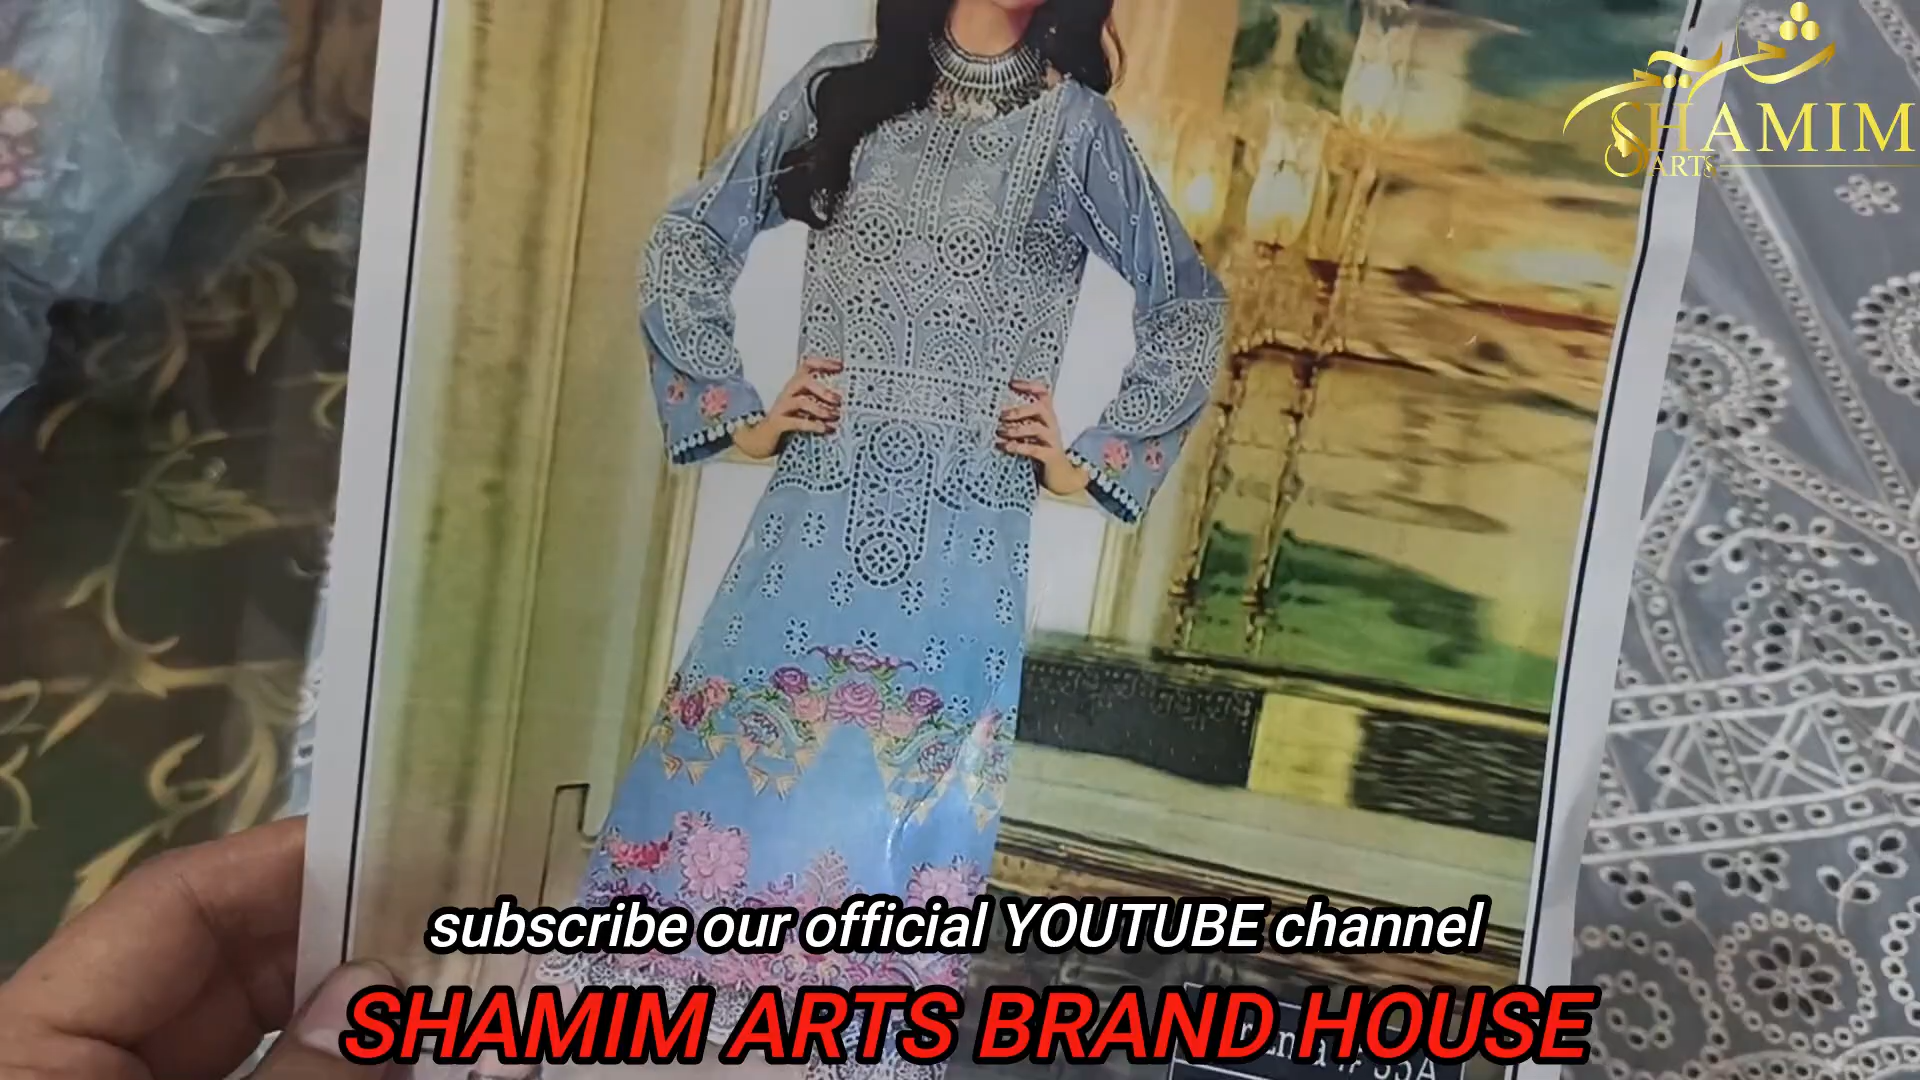 SHAMIM
ARTS
subscribe our official YOUTUBE channel
SHAMIM ARTS BRAND HOUSE